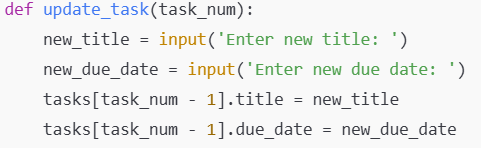 def update_task(task_num):
    new_title = input('Enter new title: ')
    new_due_date = input('Enter new due date: ')
    tasks[task_num - 1].title = new_title
    tasks[task_num - 1].due_date = new_due_date